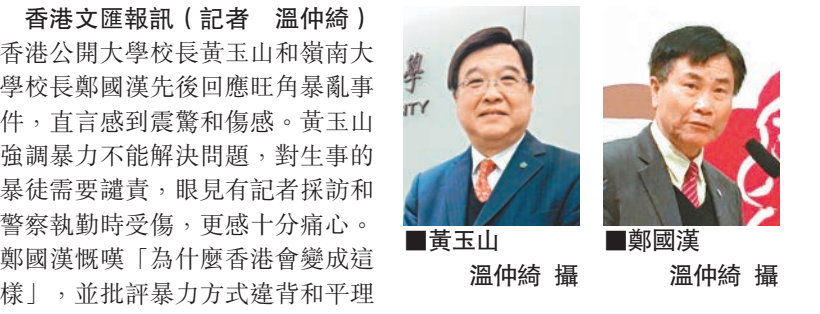 香港文匯報訊（記者　溫仲綺）
香港公開大學校長黃玉山和嶺南大
學校長鄭國漢先後回應旺角暴亂事
件，直言感到震驚和傷感。黃玉山
強調暴力不能解決問題，對生事的
暴徒需要譴責，眼見有記者採訪和
警察執勤時受傷，更感十分痛心。
鄭國漢慨嘆「為什麼香港會變成這
樣」，並批評暴力方式違背和平理
學
ITY
■黃玉山
溫仲綺 攝
■鄭國漢
溫仲綺 攝